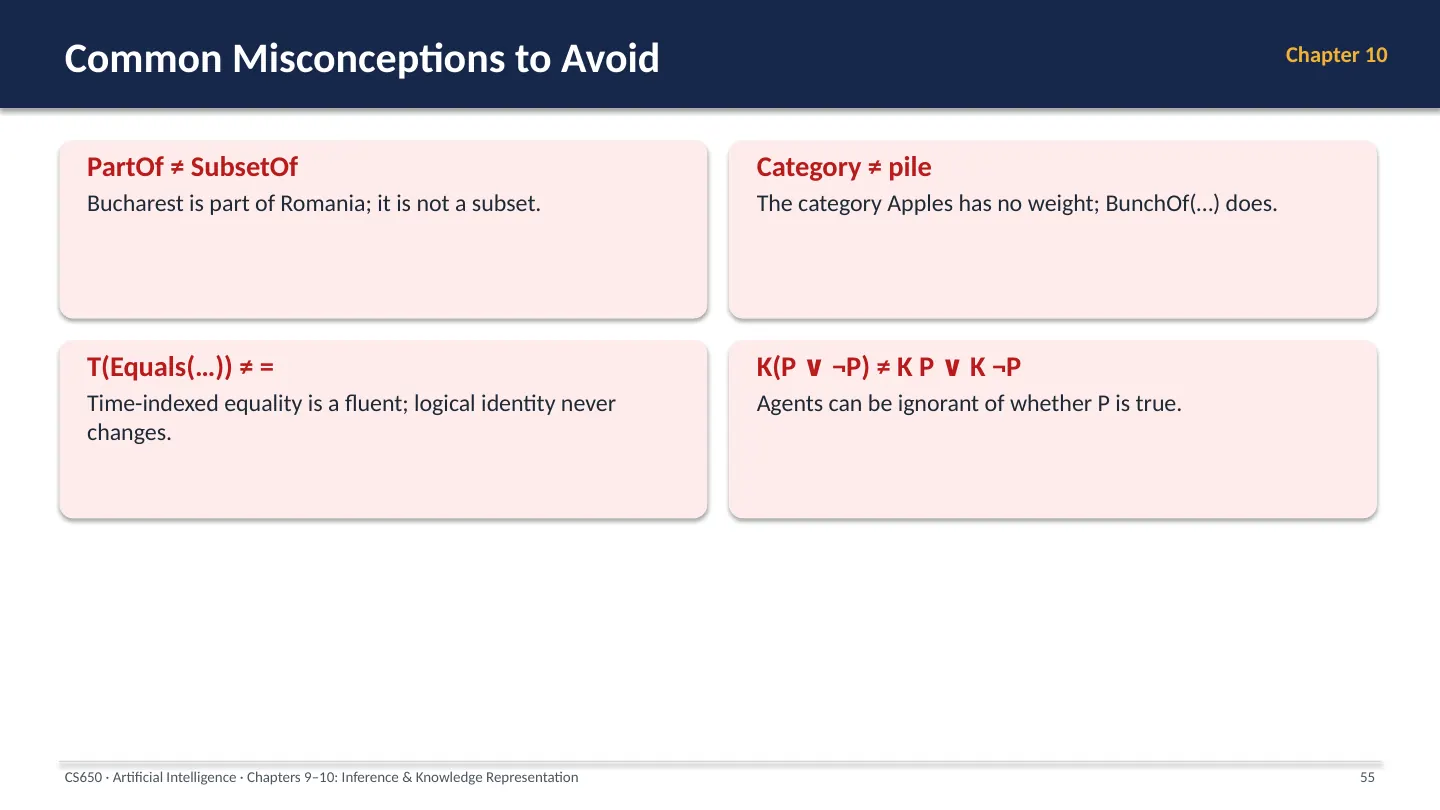 Common Misconceptions to Avoid
Chapter 10
PartOf ≠ SubsetOf
Bucharest is part of Romania; it is not a subset.
Category ≠ pile
The category Apples has no weight; BunchOf(…) does.
T(Equals(…)) ≠ =
Time-indexed equality is a fluent; logical identity never
changes.
K(P ∨ ¬P) ≠ K P ∨ K ¬P
Agents can be ignorant of whether P is true.
CS650 · Artificial Intelligence · Chapters 9–10: Inference & Knowledge Representation
55